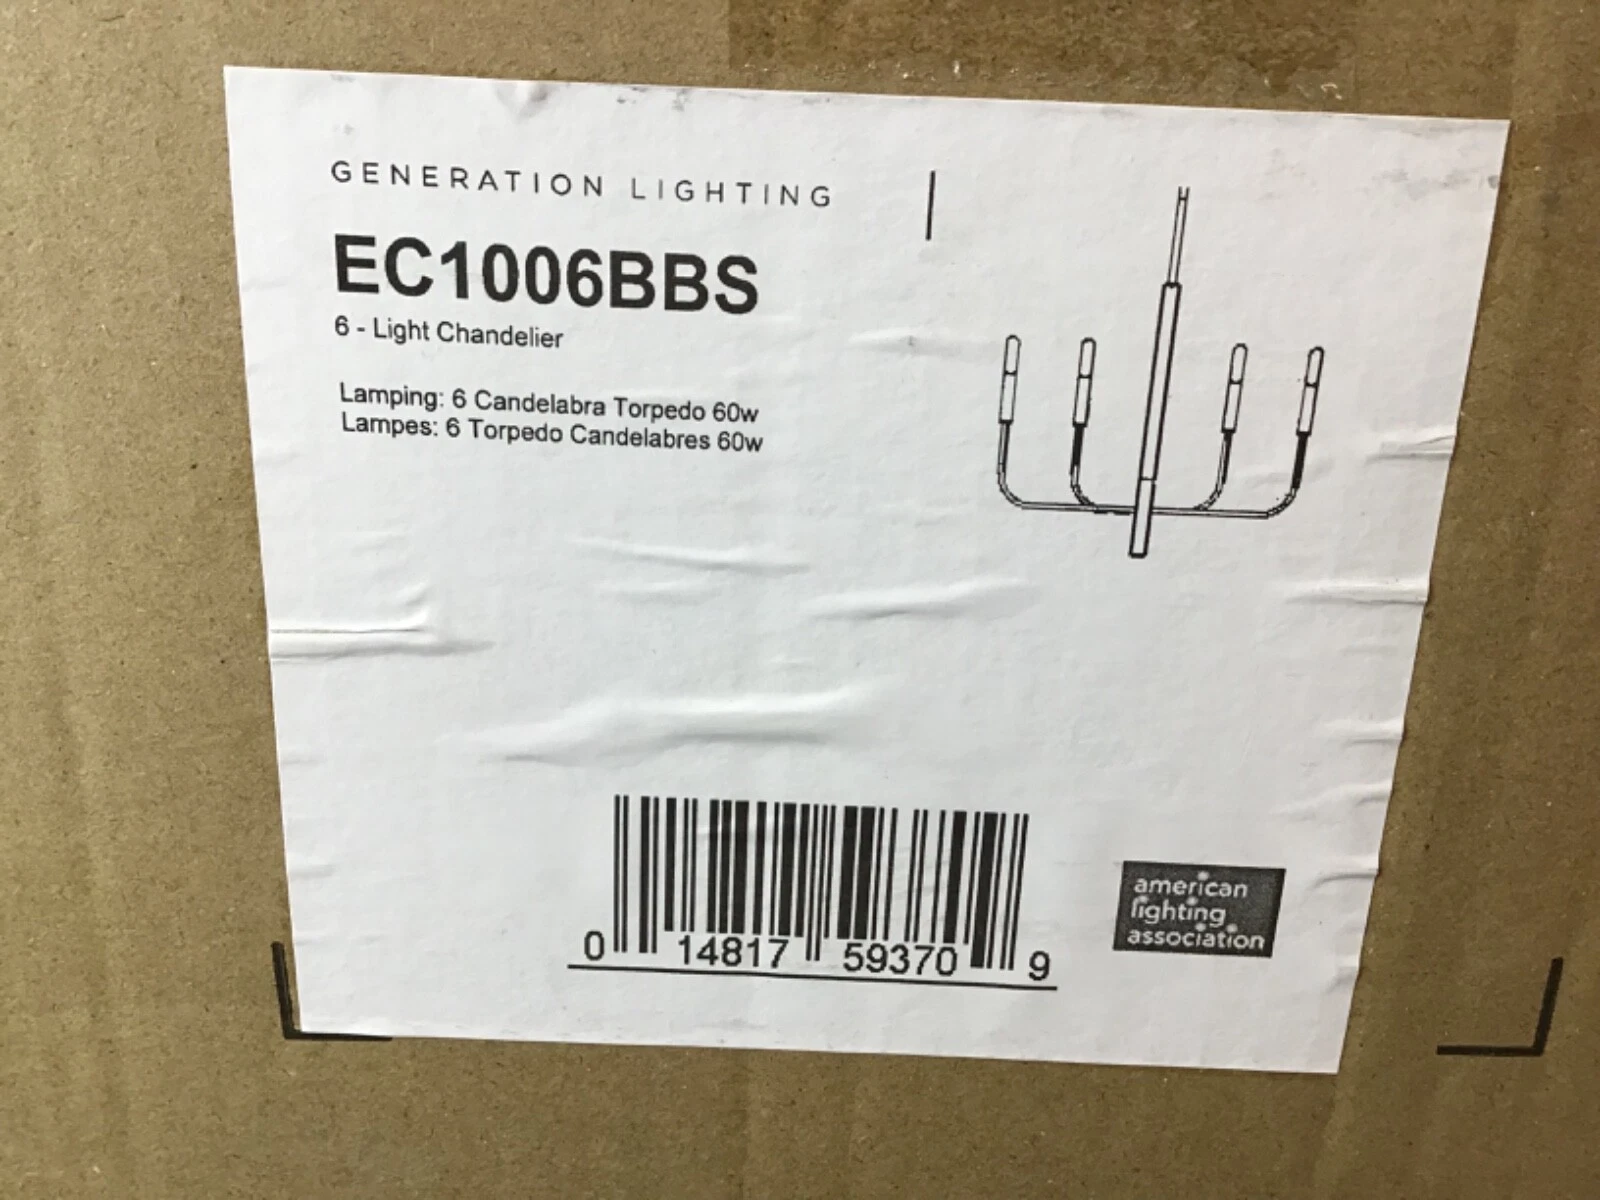 GENERATION LIGHTING
EC1006BBS
6 - Light Chandelier
Lamping: 6 Candelabra Torpedo 60w
Lampes: 6 Torpedo Candelabres 60w
0 14817 59370 9
american
lighting
association